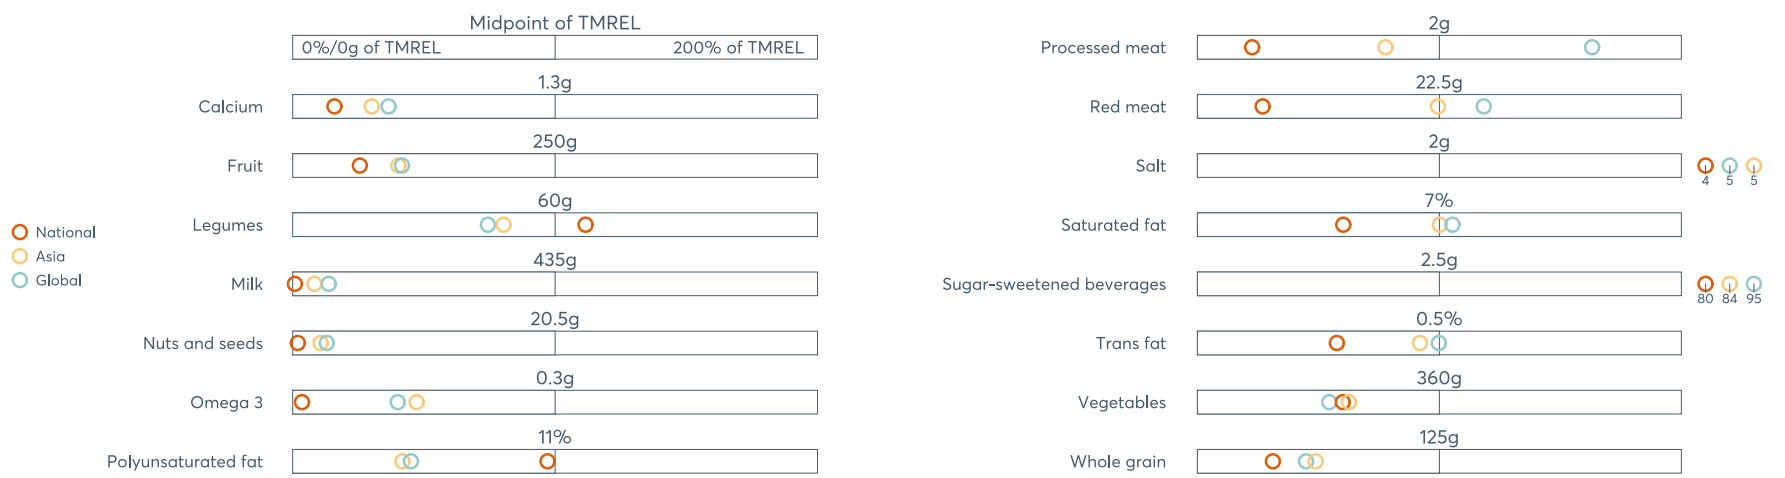 Midpoint of TMREL
0%/0g of TMREL 200% of TMREL
1.3g
Calcium
250g
Fruit
60g
Legumes
435g
Milk
20.5g
Nuts and seeds
0.3g
Omega 3
11%
Polyunsaturated fat
National
Asia
Global
2g
Processed meat
22.5g
Red meat
2g
Salt
4 5 5
7%
Saturated fat
2.5g
Sugar-sweetened beverages
80 84 95
0.5%
Trans fat
360g
Vegetables
125g
Whole grain